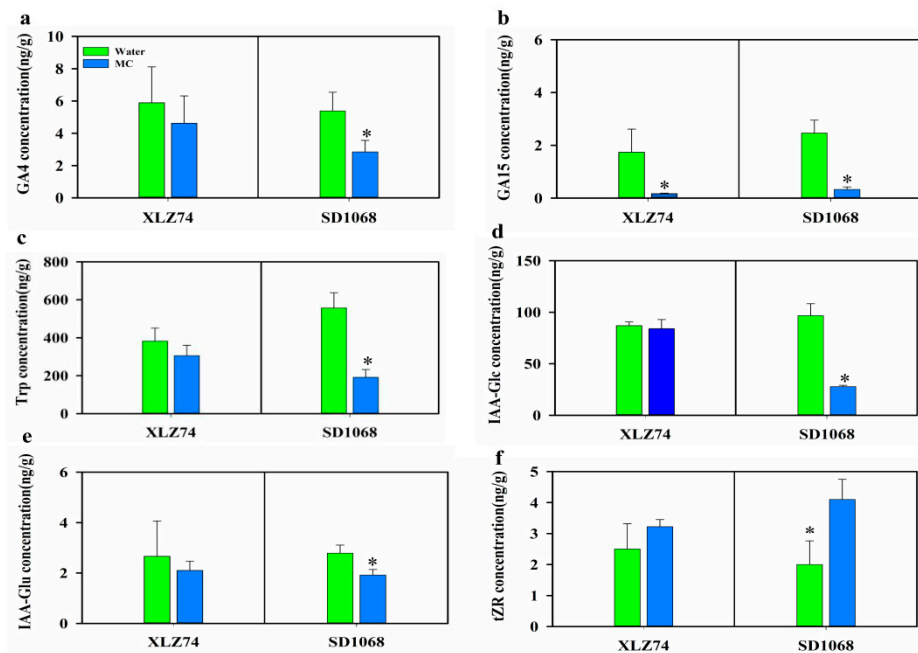 a
GA4 concentration(ng/g)
10
8
6
4
2
0
Water
MC
*
XLZ74
SD1068
b
GA15 concentration(ng/g)
6
4
2
0
*
*
XLZ74
SD1068
c
Trp concentration(ng/g)
800
600
400
200
0
*
XLZ74
SD1068
d
IAA-Glc concentration(ng/g)
150
100
50
0
*
XLZ74
SD1068
e
IAA-Glu concentration(ng/g)
6
4
2
0
*
XLZ74
SD1068
f
tZR concentration(ng/g)
5
4
3
2
1
0
*
XLZ74
SD1068